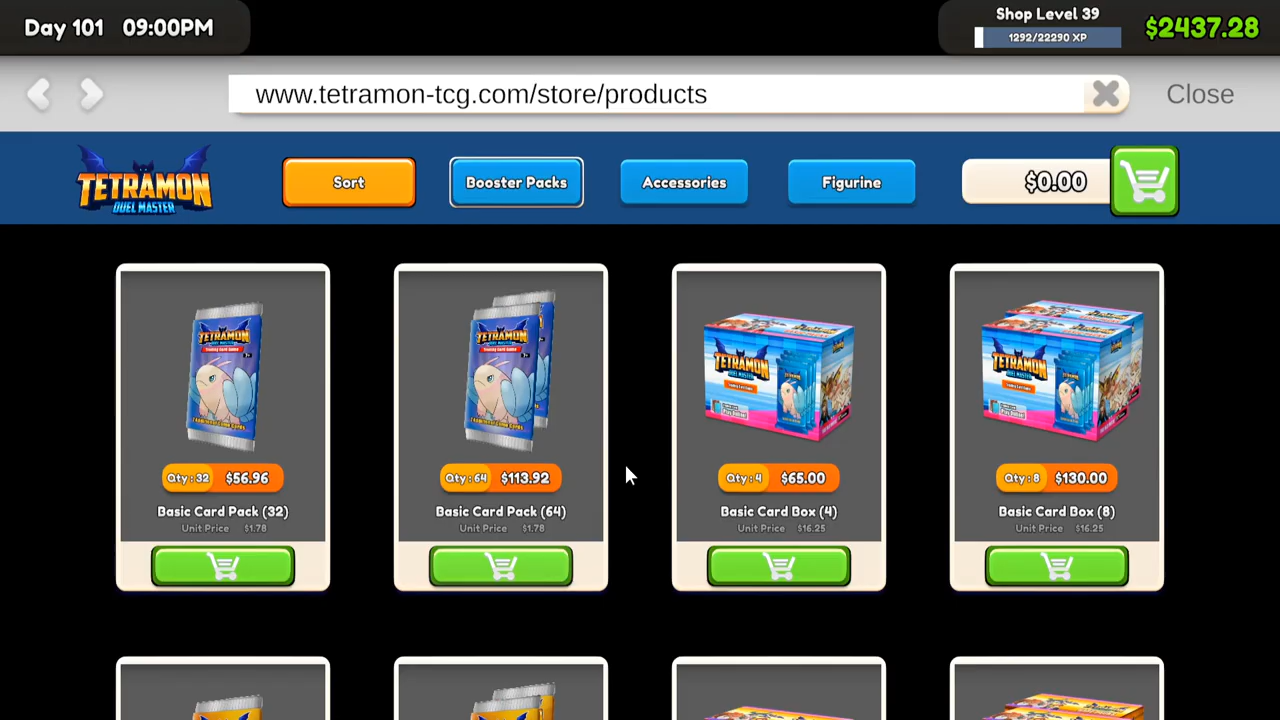 Day 101 09:00PM
Shop Level 39
1292/22290 XP
$2437.28
www.tetramon-tcg.com/store/products
Close
TETRAMON
DUEL MASTER
Sort
Booster Packs
Accessories
Figurine
$0.00
TETRAMON
TETRAMON
TETRAMON
TETRAMON
Qty : 32 $56.96
Qty : 64 $113.92
Qty : 4 $65.00
Qty : 8 $130.00
Basic Card Pack (32)
Basic Card Pack (64)
Basic Card Box (4)
Basic Card Box (8)
Unit Price $1.78
Unit Price $1.78
Unit Price $16.25
Unit Price $16.25